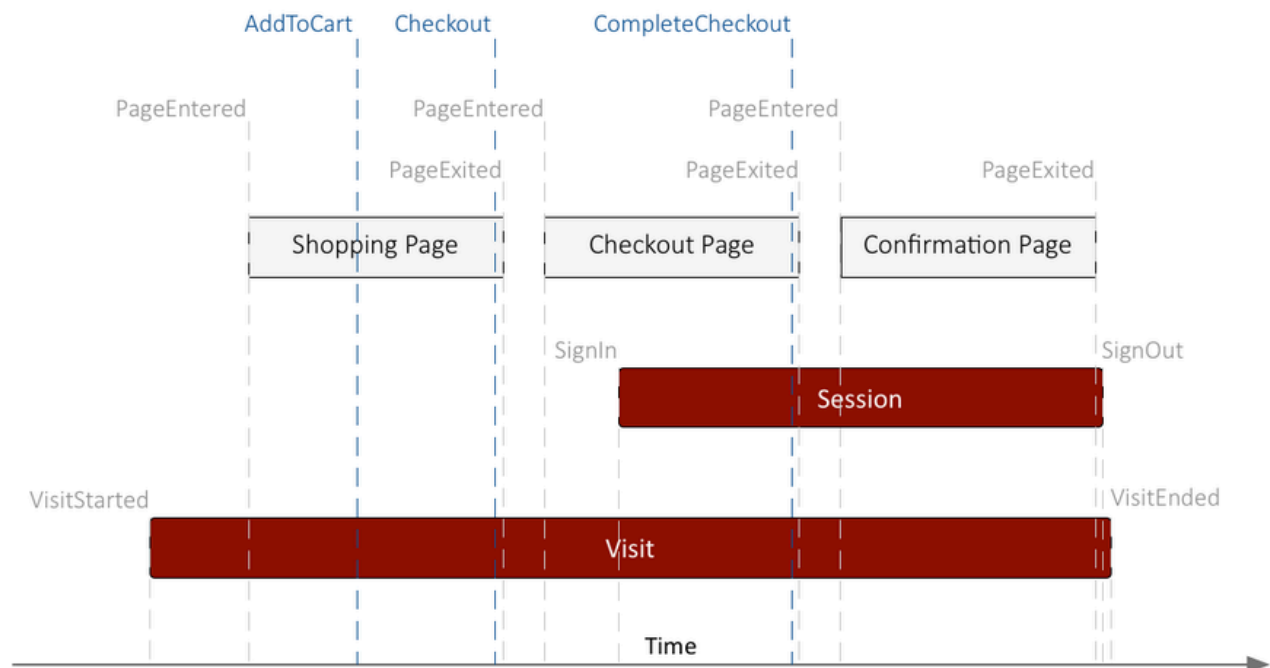 AddToCart
Checkout
CompleteCheckout
PageEntered
PageEntered
PageEntered
PageExited
PageExited
PageExited
Shopping Page
Checkout Page
Confirmation Page
SignIn
SignOut
Session
VisitStarted
VisitEnded
Visit
Time